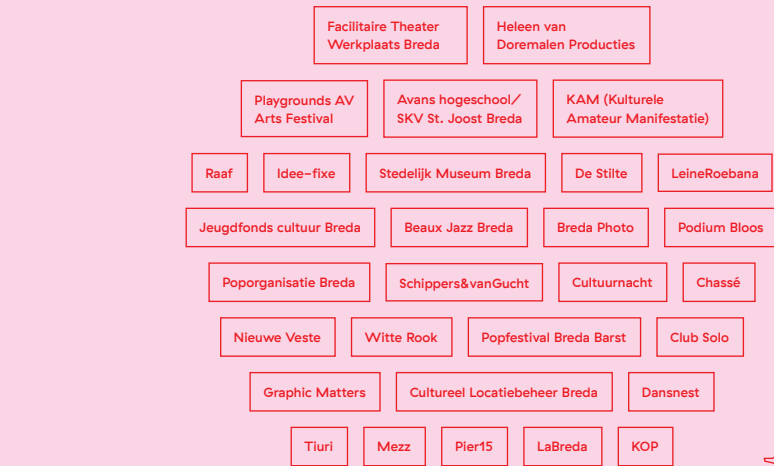 Facilitaire Theater
Werkplaats Breda
Heleen van
Doremalen Producties
Playgrounds AV
Arts Festival
Avans hogeschool/
SKV St. Joost Breda
KAM (Kulturele
Amateur Manifestatie)
Raaf
Idee-fixe
Stedelijk Museum Breda
De Stilte
LeineRoebana
Jeugdfonds cultuur Breda
Beaux Jazz Breda
Breda Photo
Podium Bloos
Poporganisatie Breda
Schippers&vanGucht
Cultuurnacht
Chassé
Nieuwe Veste
Witte Rook
Popfestival Breda Barst
Club Solo
Graphic Matters
Cultureel Locatiebeheer Breda
Dansnest
Tiuri
Mezz
Pier15
LaBreda
KOP